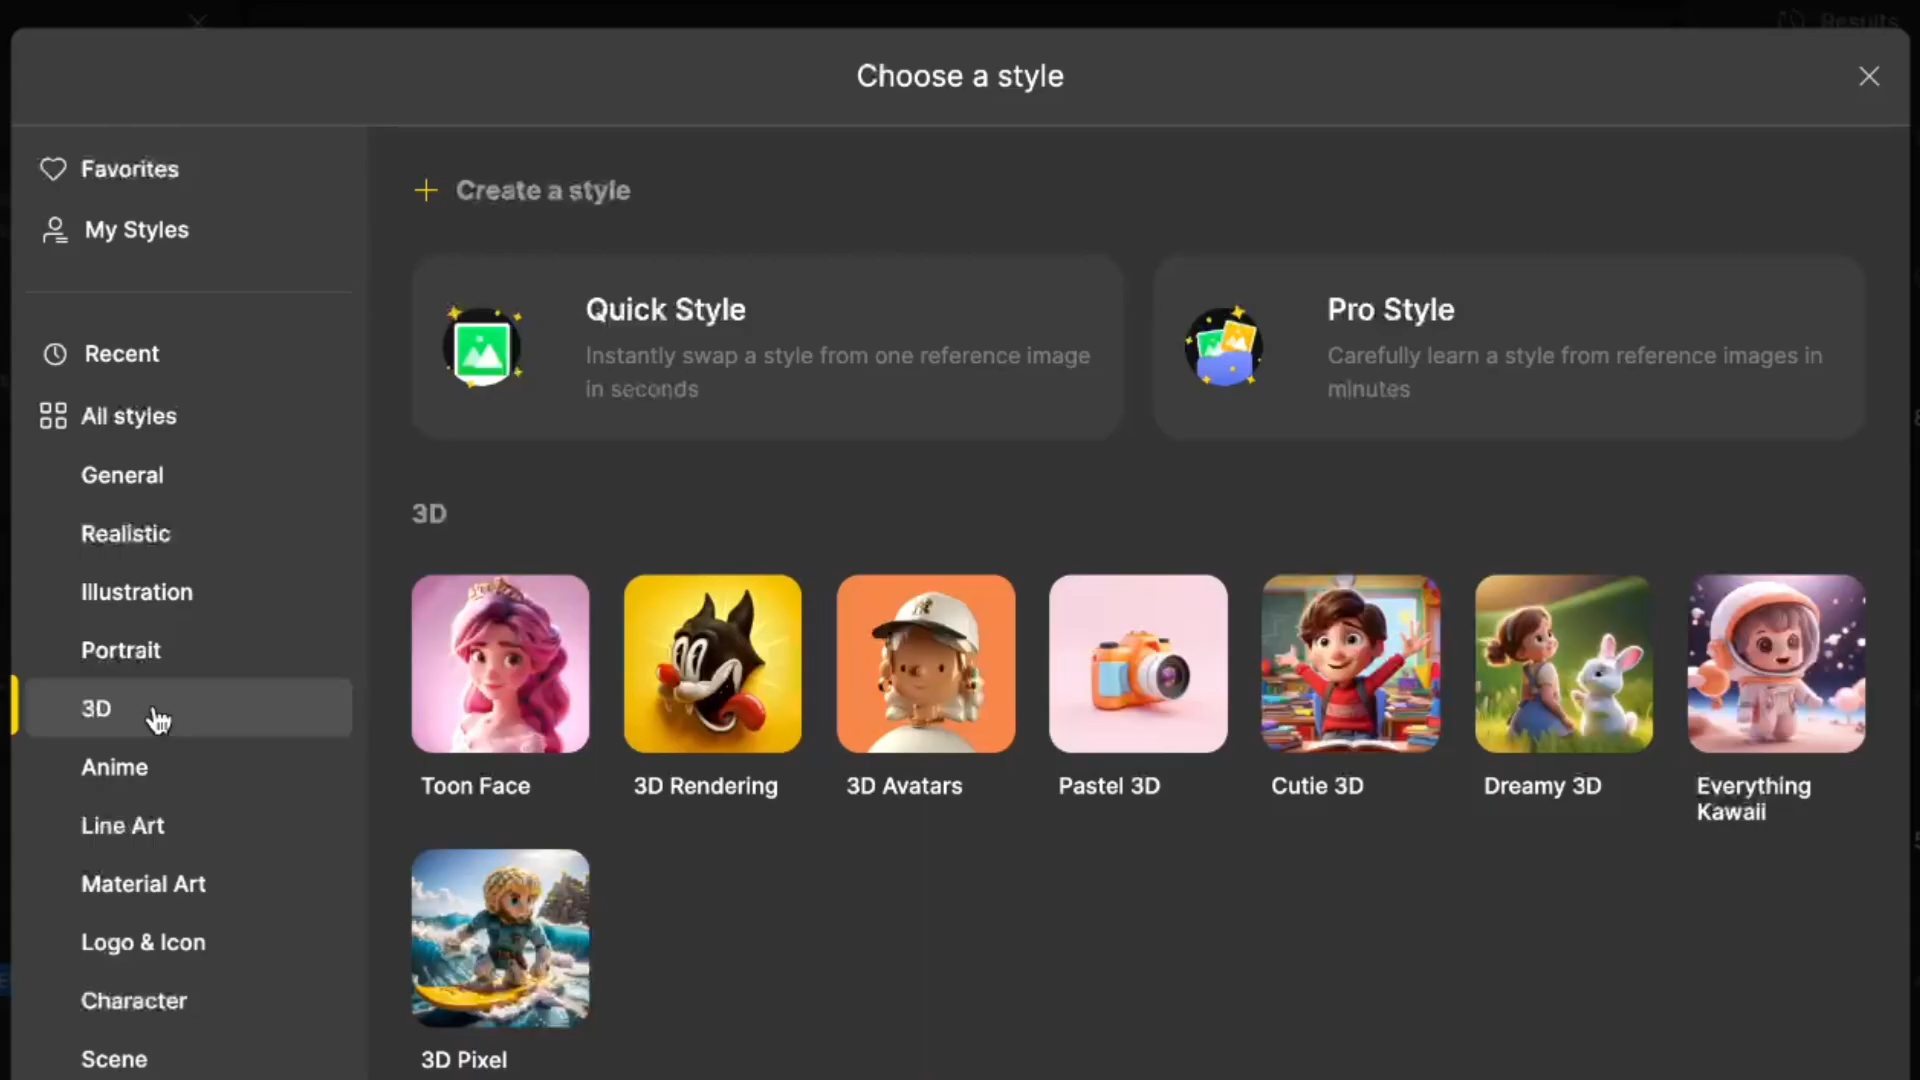 Results
Choose a style
Favorites
My Styles
Recent
All styles
General
Realistic
Illustration
Portrait
3D
Anime
Line Art
Material Art
Logo & Icon
Character
Scene
Create a style
Quick Style
Instantly swap a style from one reference image
in seconds
Pro Style
Carefully learn a style from reference images in
minutes
3D
Toon Face
3D Rendering
3D Avatars
Pastel 3D
Cutie 3D
Dreamy 3D
Everything
Kawaii
3D Pixel